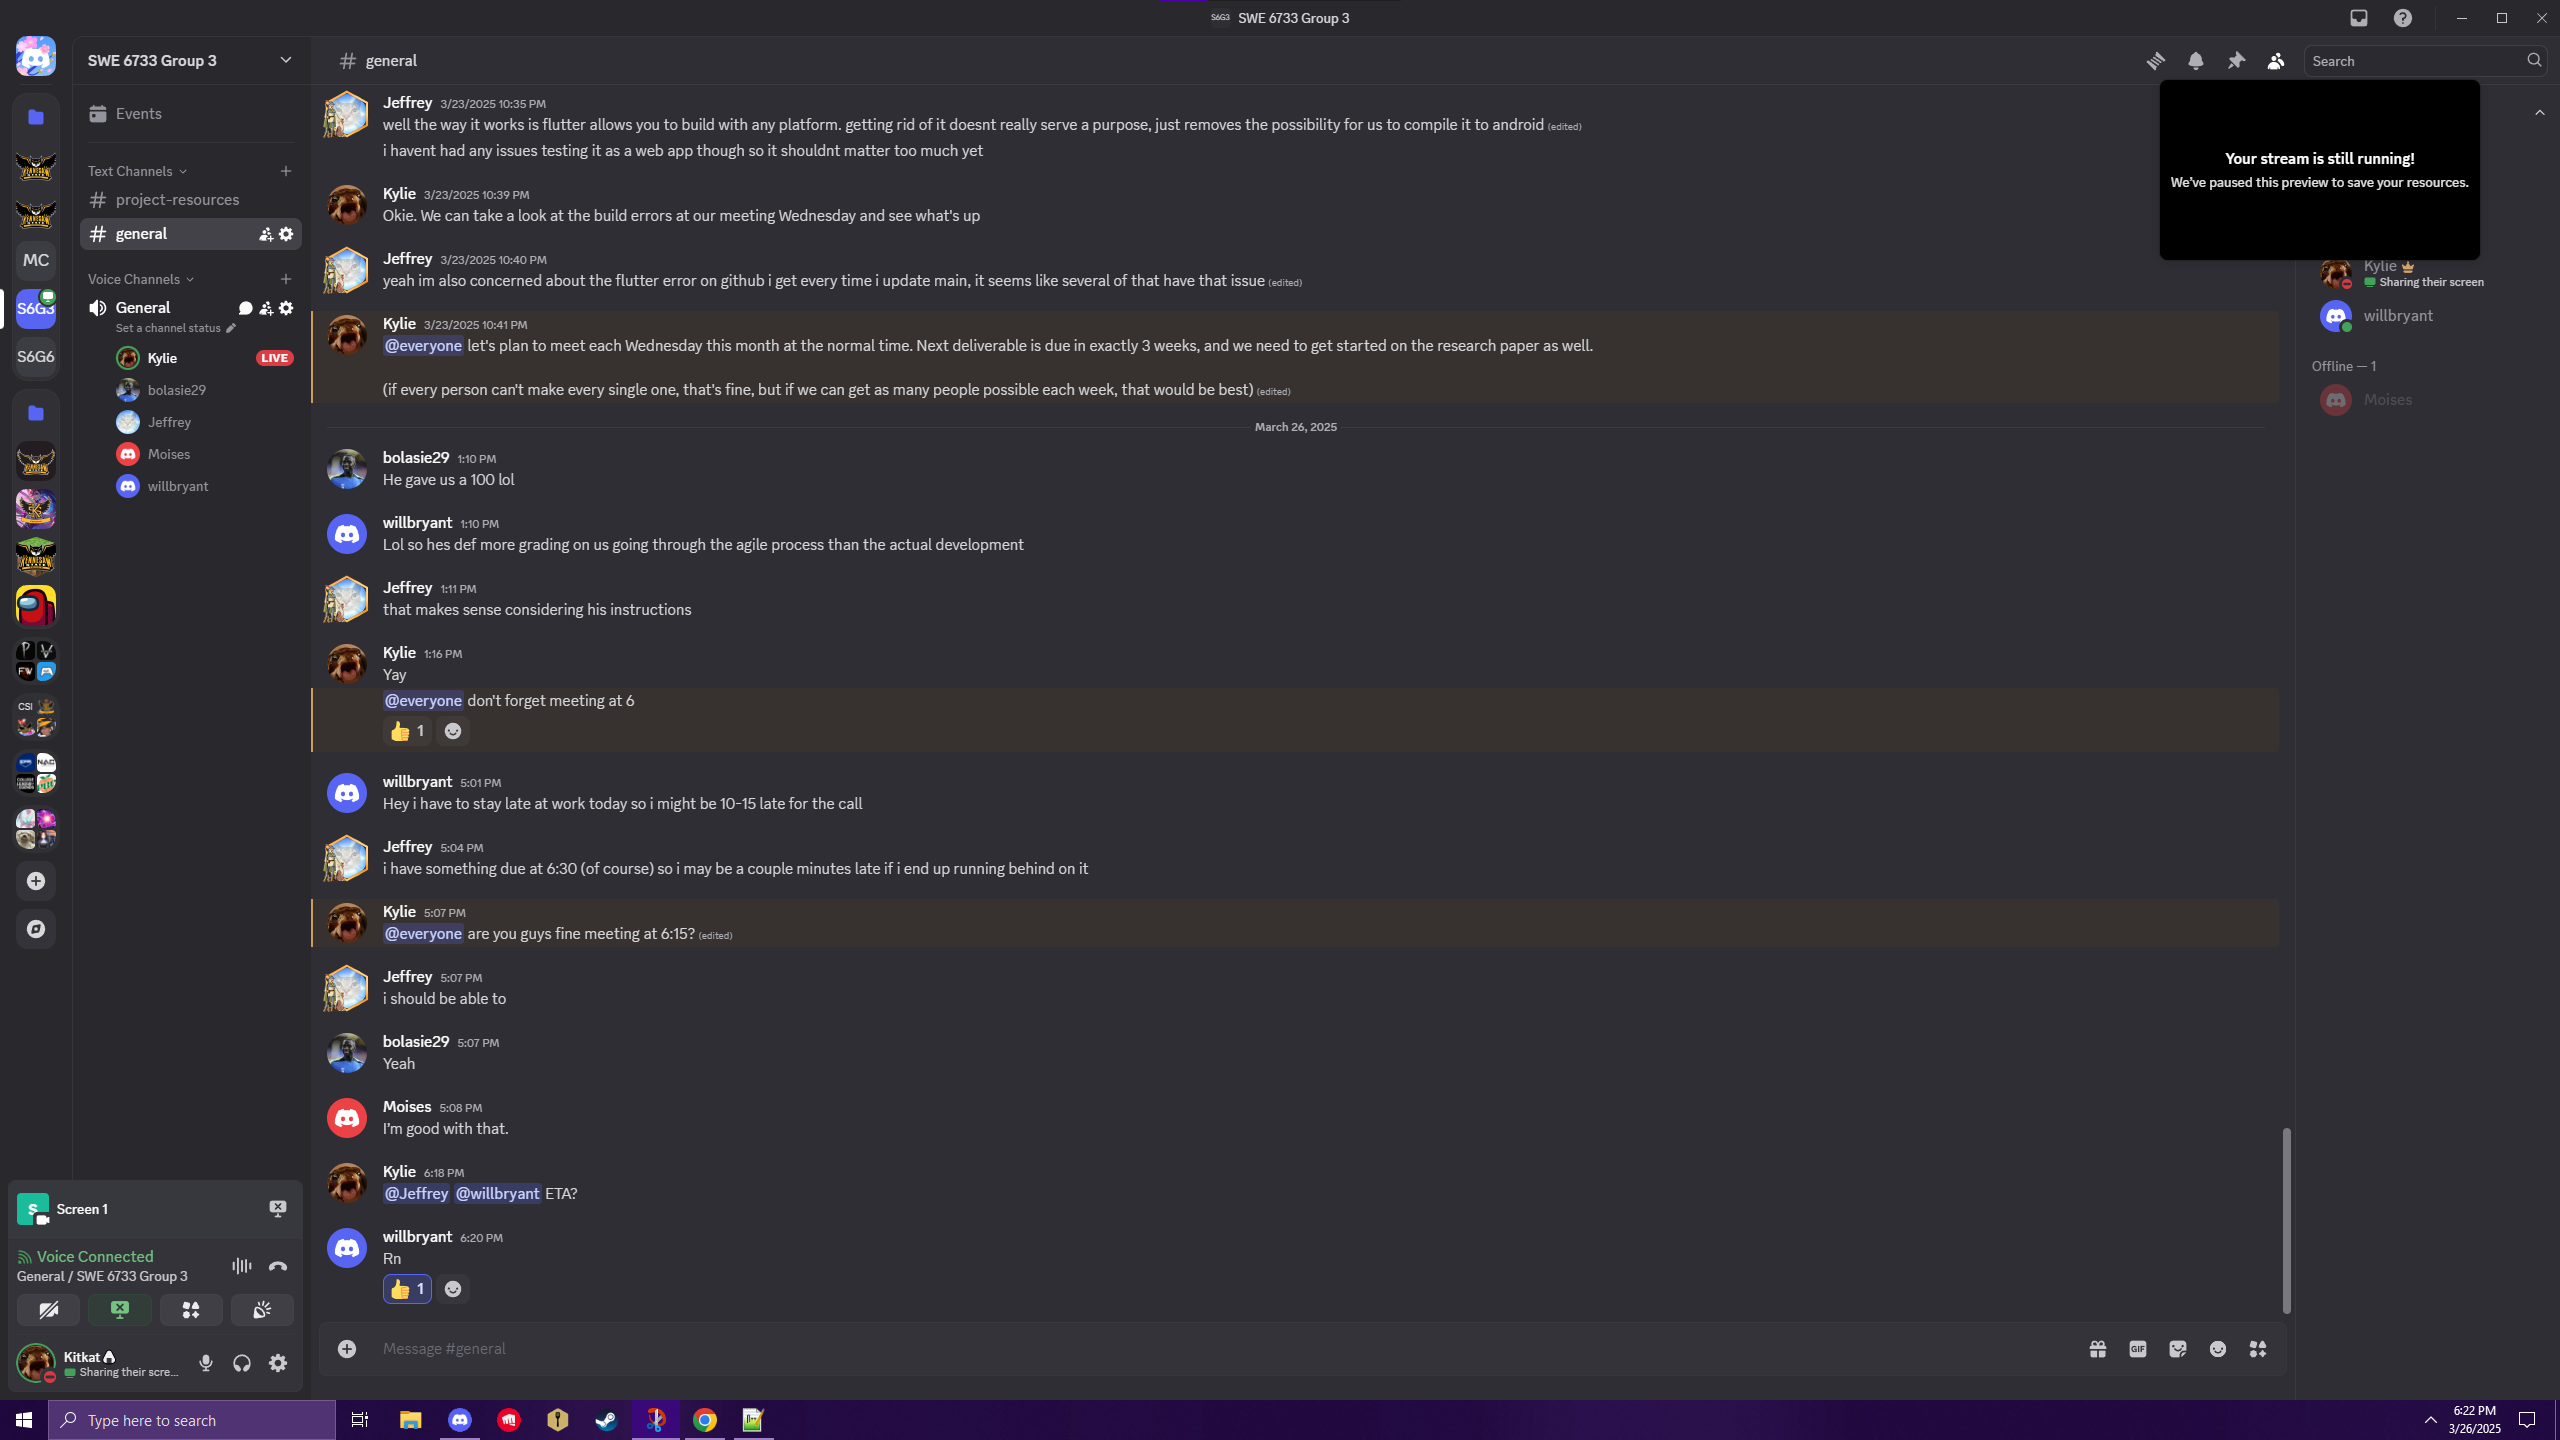 S6G3 SWE 6733 Group 3
SWE 6733 Group 3
general
Search
Events
Text Channels
project-resources
general
Voice Channels
General
Set a channel status
Kylie LIVE
bolasie29
Jeffrey
Moises
willbryant
MC
S6G3
S6G6
CSI
Jeffrey 3/23/2025 10:35 PM
well the way it works is flutter allows you to build with any platform. getting rid of it doesnt really serve a purpose, just removes the possibility for us to compile it to android (edited)
i havent had any issues testing it as a web app though so it shouldnt matter too much yet
Kylie 3/23/2025 10:39 PM
Okie. We can take a look at the build errors at our meeting Wednesday and see what's up
Jeffrey 3/23/2025 10:40 PM
yeah im also concerned about the flutter error on github i get every time i update main, it seems like several of that have that issue (edited)
Kylie 3/23/2025 10:41 PM
@everyone let's plan to meet each Wednesday this month at the normal time. Next deliverable is due in exactly 3 weeks, and we need to get started on the research paper as well.
(if every person can't make every single one, that's fine, but if we can get as many people possible each week, that would be best) (edited)
March 26, 2025
bolasie29 1:10 PM
He gave us a 100 lol
willbryant 1:10 PM
Lol so hes def more grading on us going through the agile process than the actual development
Jeffrey 1:11 PM
that makes sense considering his instructions
Kylie 1:16 PM
Yay
@everyone don't forget meeting at 6
1
willbryant 5:01 PM
Hey i have to stay late at work today so i might be 10-15 late for the call
Jeffrey 5:04 PM
i have something due at 6:30 (of course) so i may be a couple minutes late if i end up running behind on it
Kylie 5:07 PM
@everyone are you guys fine meeting at 6:15? (edited)
Jeffrey 5:07 PM
i should be able to
bolasie29 5:07 PM
Yeah
Moises 5:08 PM
I'm good with that.
Kylie 6:18 PM
@Jeffrey @willbryant ETA?
willbryant 6:20 PM
Rn
1
Message #general
GIF
Your stream is still running!
We've paused this preview to save your resources.
Kylie
Sharing their screen
willbryant
Offline — 1
Moises
S Screen 1
Voice Connected
General / SWE 6733 Group 3
Kitkat
Sharing their scre...
Type here to search
6:22 PM
3/26/2025